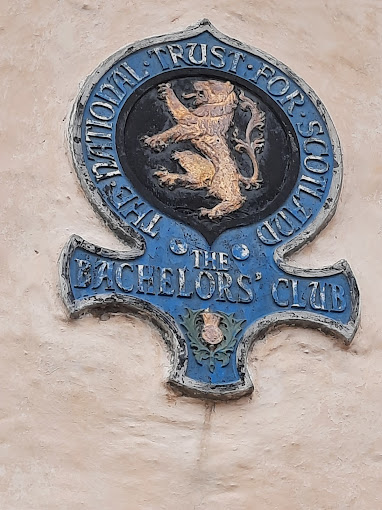 THE·NATIONAL·TRUST·FOR·SCOTLAND
THE
BACHELORS' CLUB